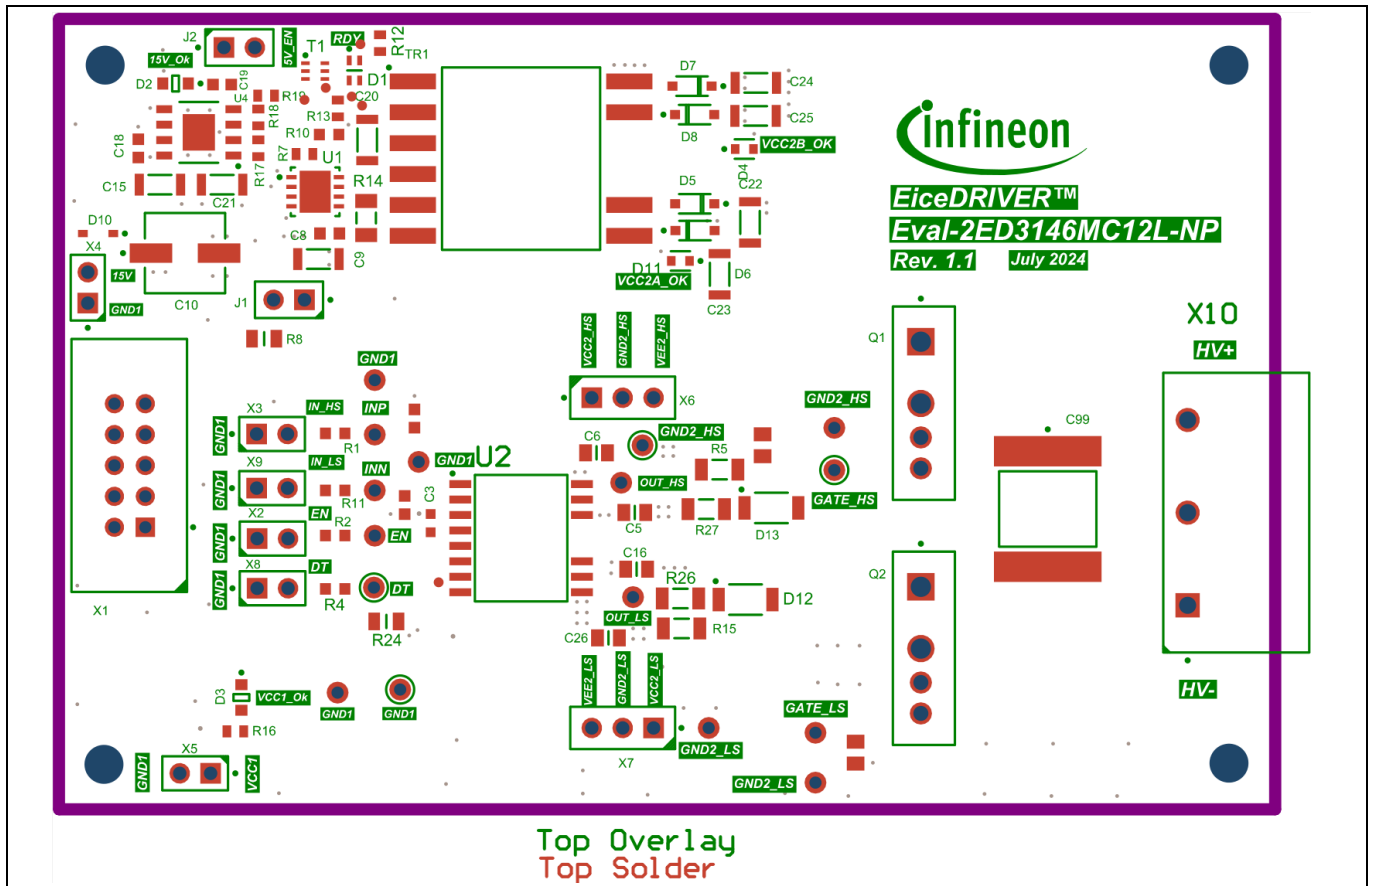 J2
5V_EN
T1
RDY
R12
TR1
15V_Ok
D2
C19
U4
R19
R18
D1
C20
R13
R10
C18
R7
U1
R17
R14
C15
C21
D10
X4
15V
GND1
C8
C9
C10
J1
R8
D7
C24
C25
D8
VCC2B_OK
D4
D5
C22
D11
VCC2A_OK
D6
C23
infineon
EiceDRIVER™
Eval-2ED3146MC12L-NP
Rev. 1.1
July 2024
VCC2_HS
GND2_HS
VEE2_HS
X6
Q1
X10
HV+
GND1
INP
X3
IN_HS
GND1
R1
X9
IN_LS
GND1
R11
INN
GND1
U2
C3
X2
EN
GND1
R2
EN
X8
DT
GND1
R4
DT
R24
X1
C6
GND2_HS
R5
OUT_HS
C5
R27
D13
GND2_HS
GATE_HS
C99
C16
R26
D12
OUT_LS
R15
C26
Q2
VEE2_LS
GND2_LS
VCC2_LS
X7
GND2_LS
GATE_LS
GND2_LS
HV-
D3
VCC1_Ok
R16
GND1
GND1
X5
GND1
VCC1
Top Overlay
Top Solder